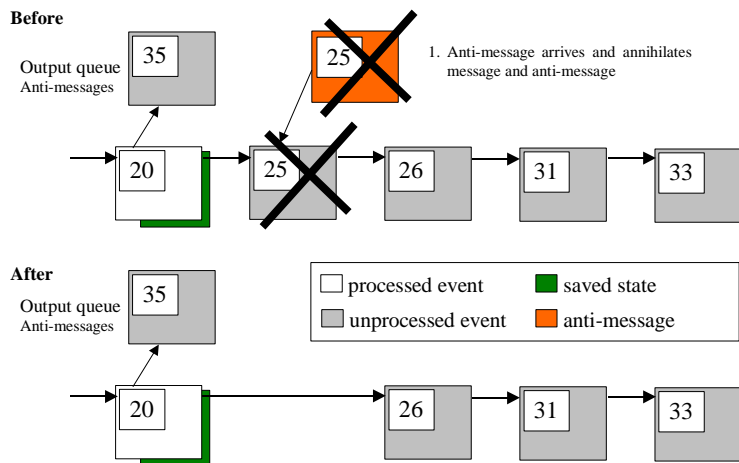 Before
35
25
1. Anti-message arrives and annihilates
message and anti-message
Output queue
Anti-messages
20
25
26
31
33
After
35
Output queue
Anti-messages
processed event
saved state
unprocessed event
anti-message
20
26
31
33